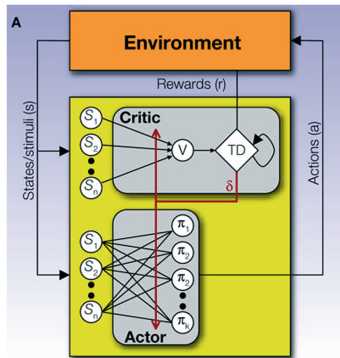 A
Environment
Rewards (r)
States/stimuli (s)
Actions (a)
Critic
S1
S2
Sn
V
TD
δ
S1
S2
Sn
π1
π2
π2
πK
Actor